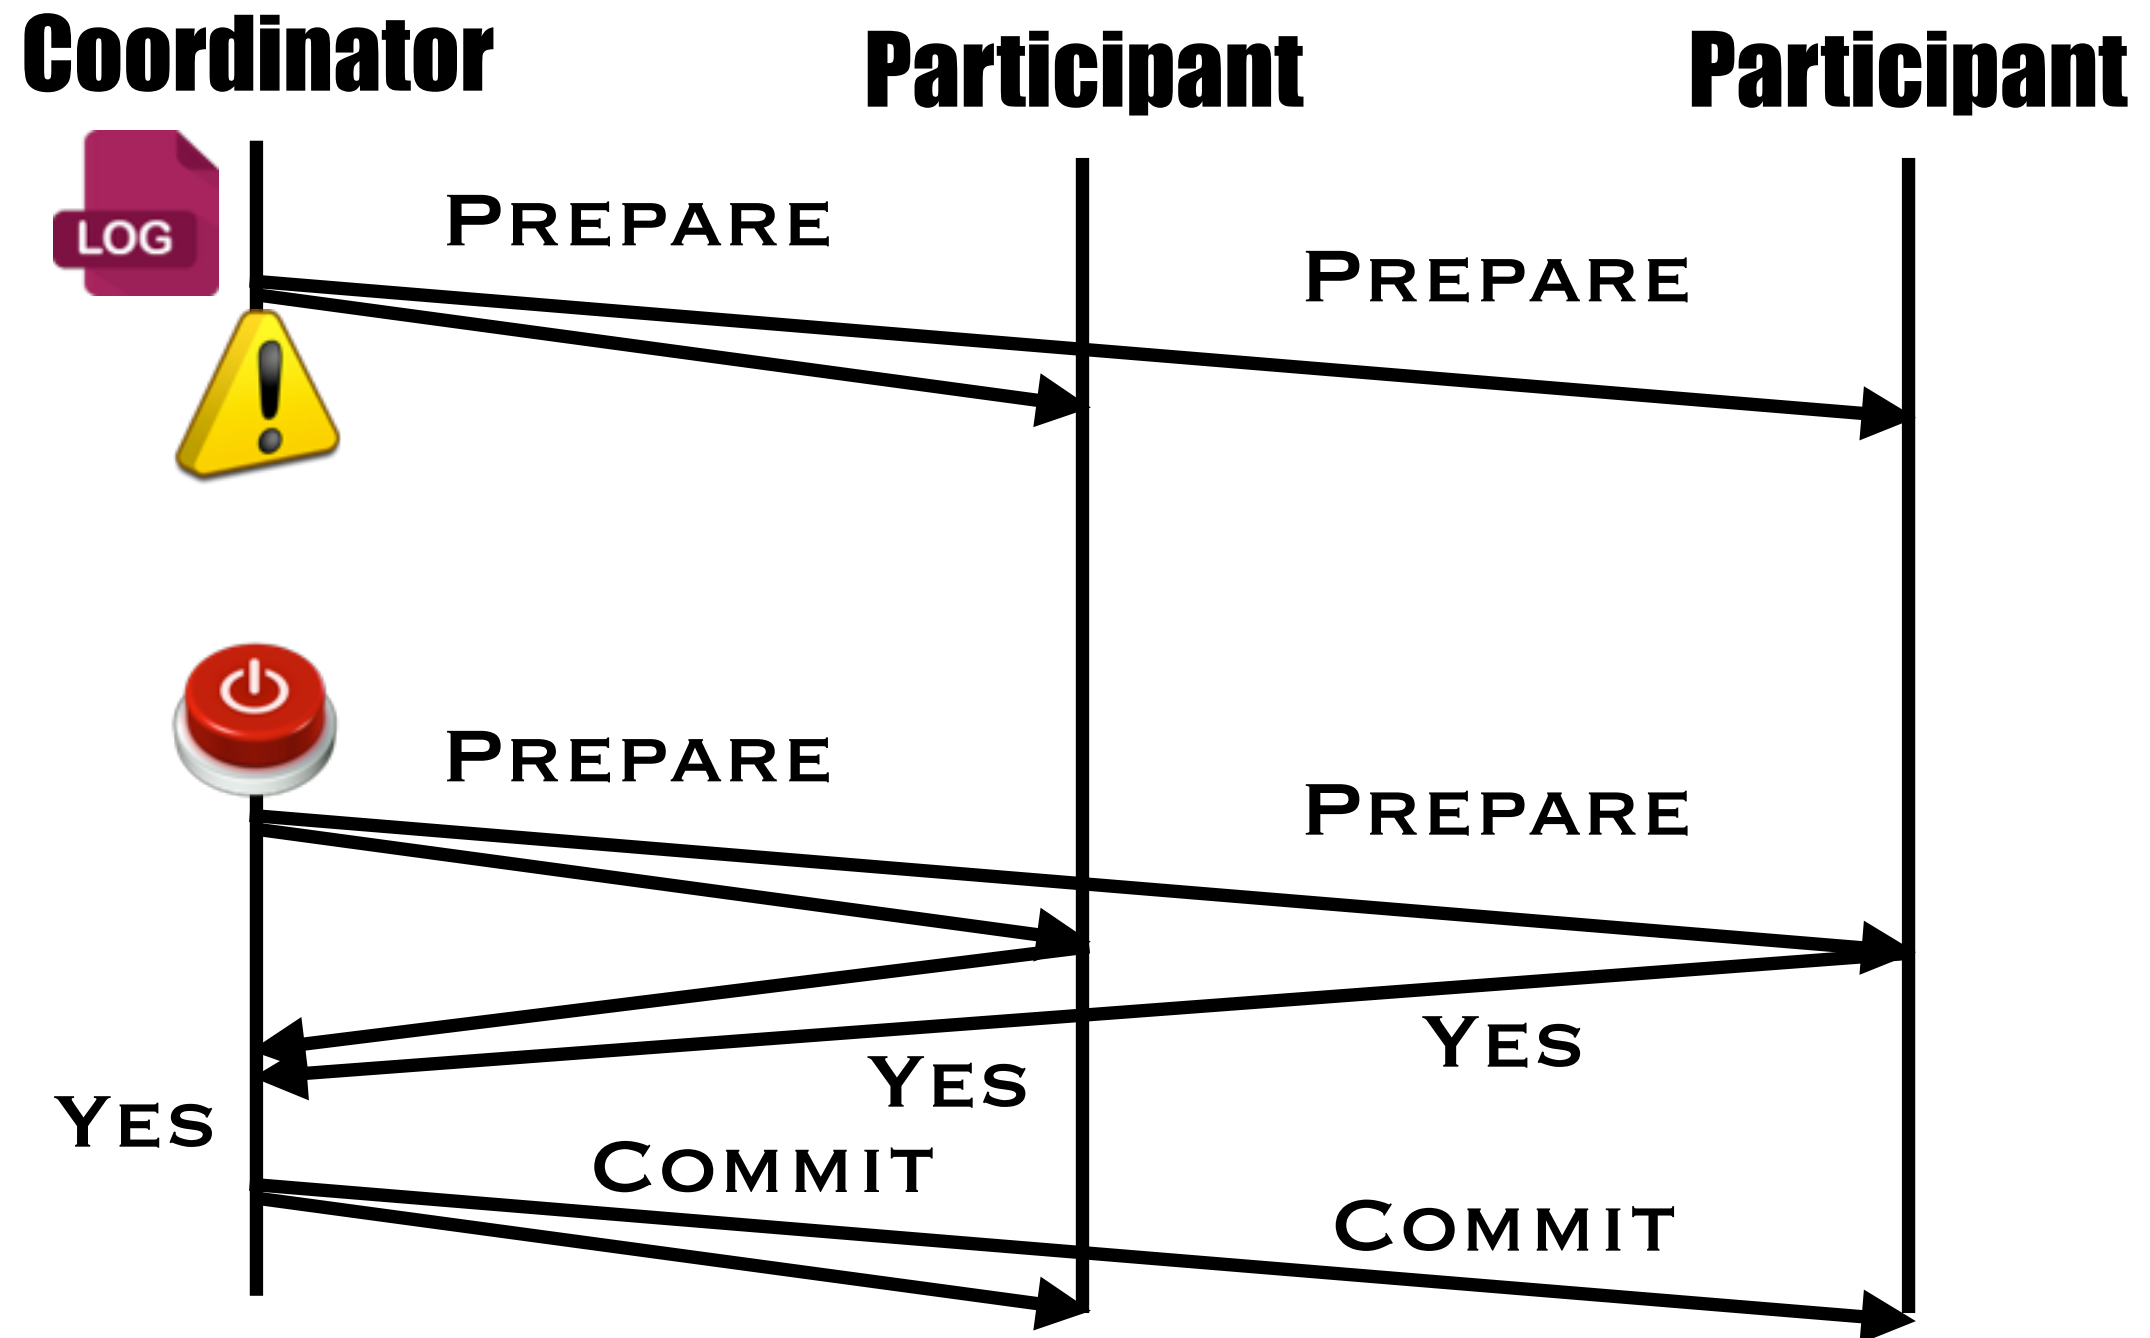 Coordinator Participant Participant
PREPARE
LOG
PREPARE
PREPARE
PREPARE
YES
YES
YES
COMMIT
COMMIT